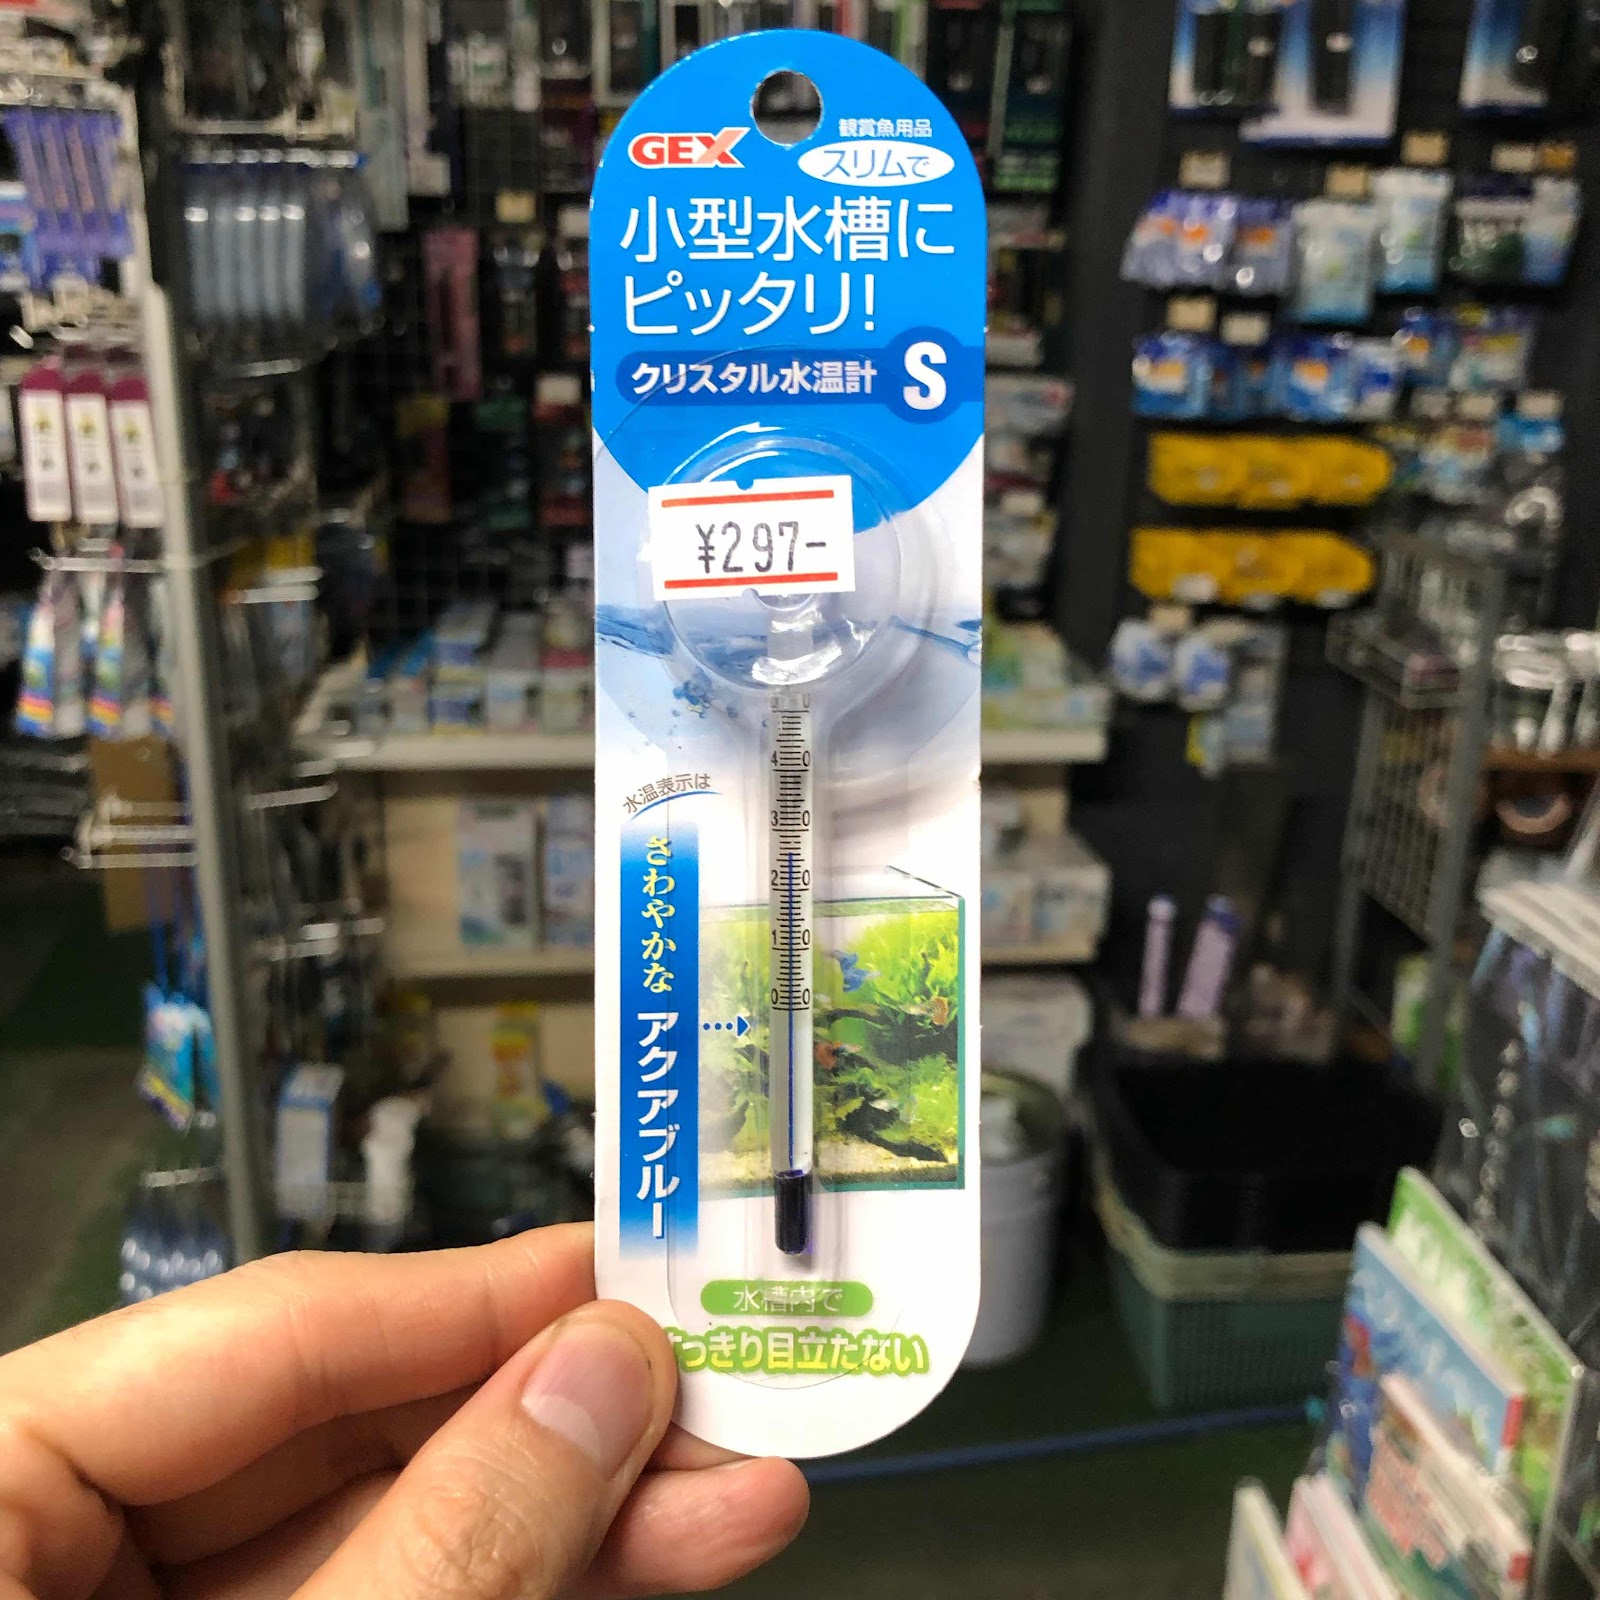 GEX
観賞魚用品
スリムで
小型水槽に
ピッタリ!
クリスタル水温計 S
¥297-
水温表示は
さわやかな アクアブルー
40
30
20
10
00
水槽内で
すっきり目立たない